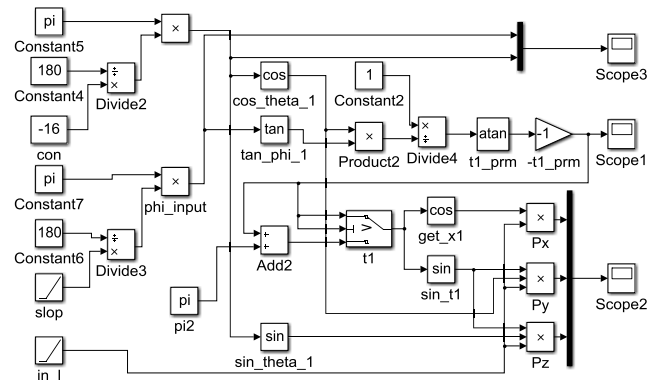 pi
Constant5
×
180
Constant4
÷
×
Divide2
-16
con
pi
Constant7
×
phi_input
180
Constant6
÷
×
Divide3
slop
in_l
cos
cos_theta_1
tan
tan_phi_1
1
Constant2
×
Product2
×
÷
Divide4
atan
t1_prm
-1
-t1_prm
Scope3
Scope1
+
+
Add2
>
t1
pi
pi2
cos
get_x1
sin
sin_t1
sin
sin_theta_1
×
Px
×
Py
×
Pz
Scope2